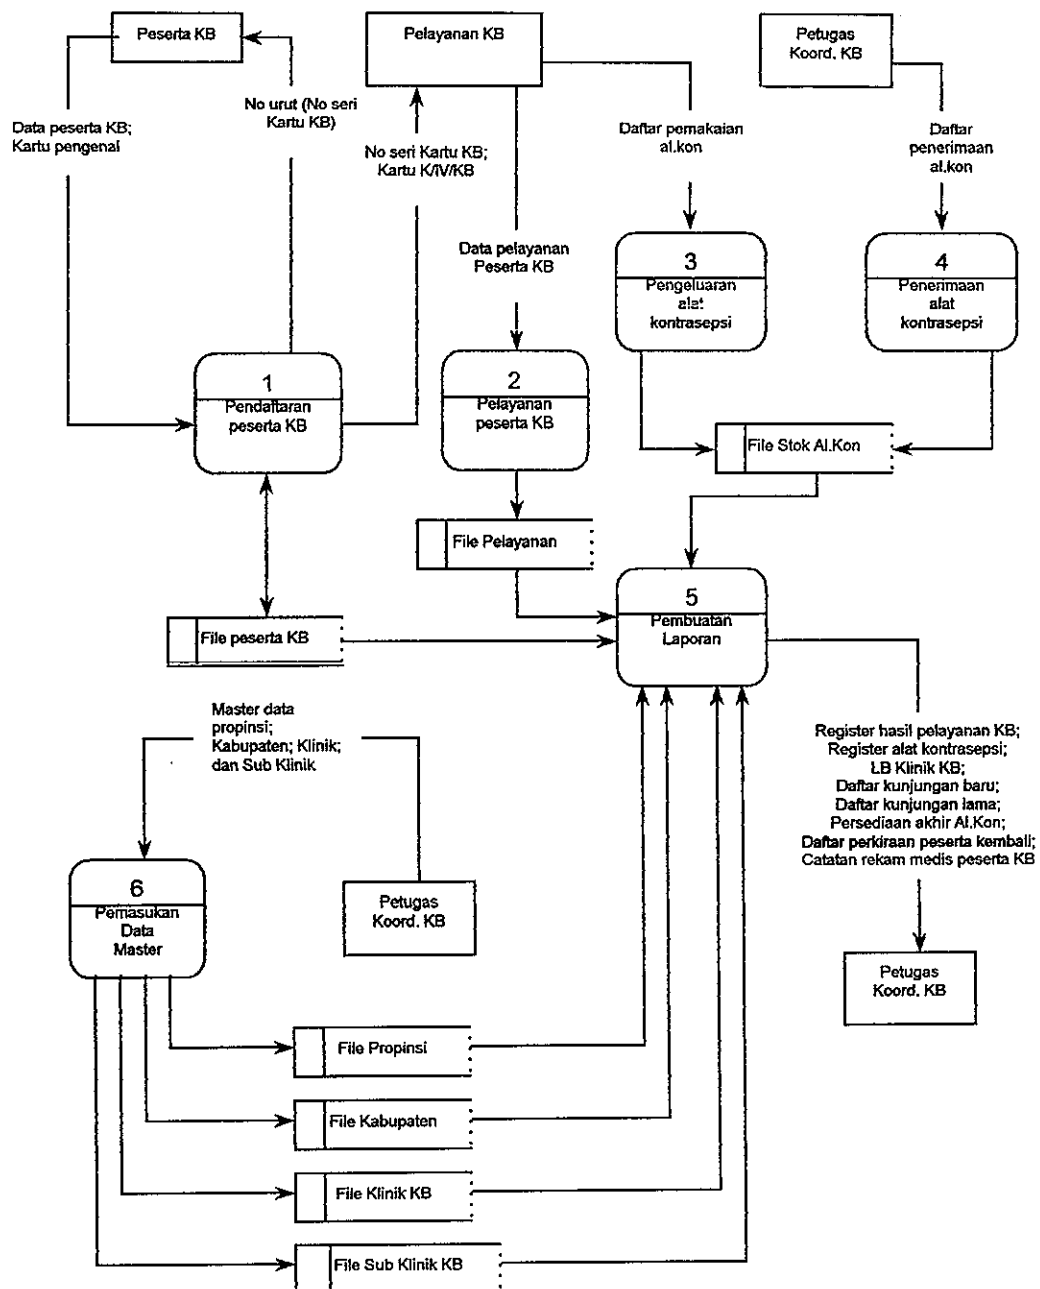 Peserta KB
Pelayanan KB
Petugas
Koord. KB
Data peserta KB;
Kartu pengenal
No urut (No seri
Kartu KB)
No seri Kartu KB;
Kartu K/IV/KB
Daftar pemakaian
al.kon
Daftar
penerimaan
al.kon
Data pelayanan
Peserta KB
3
Pengeluaran
alat
kontrasepsi
4
Penerimaan
alat
kontrasepsi
1
Pendaftaran
peserta KB
2
Pelayanan
peserta KB
File Stok Al.Kon
File Pelayanan
5
Pembuatan
Laporan
File peserta KB
Master data
propinsi;
Kabupaten; Klinik;
dan Sub Klinik
Register hasil pelayanan KB;
Register alat kontrasepsi;
LB Klinik KB;
Daftar kunjungan baru;
Daftar kunjungan lama;
Persediaan akhir Al.Kon;
Daftar perkiraan peserta kembali;
Catatan rekam medis peserta KB
6
Pemasukan
Data
Master
Petugas
Koord. KB
Petugas
Koord. KB
File Propinsi
File Kabupaten
File Klinik KB
File Sub Klinik KB